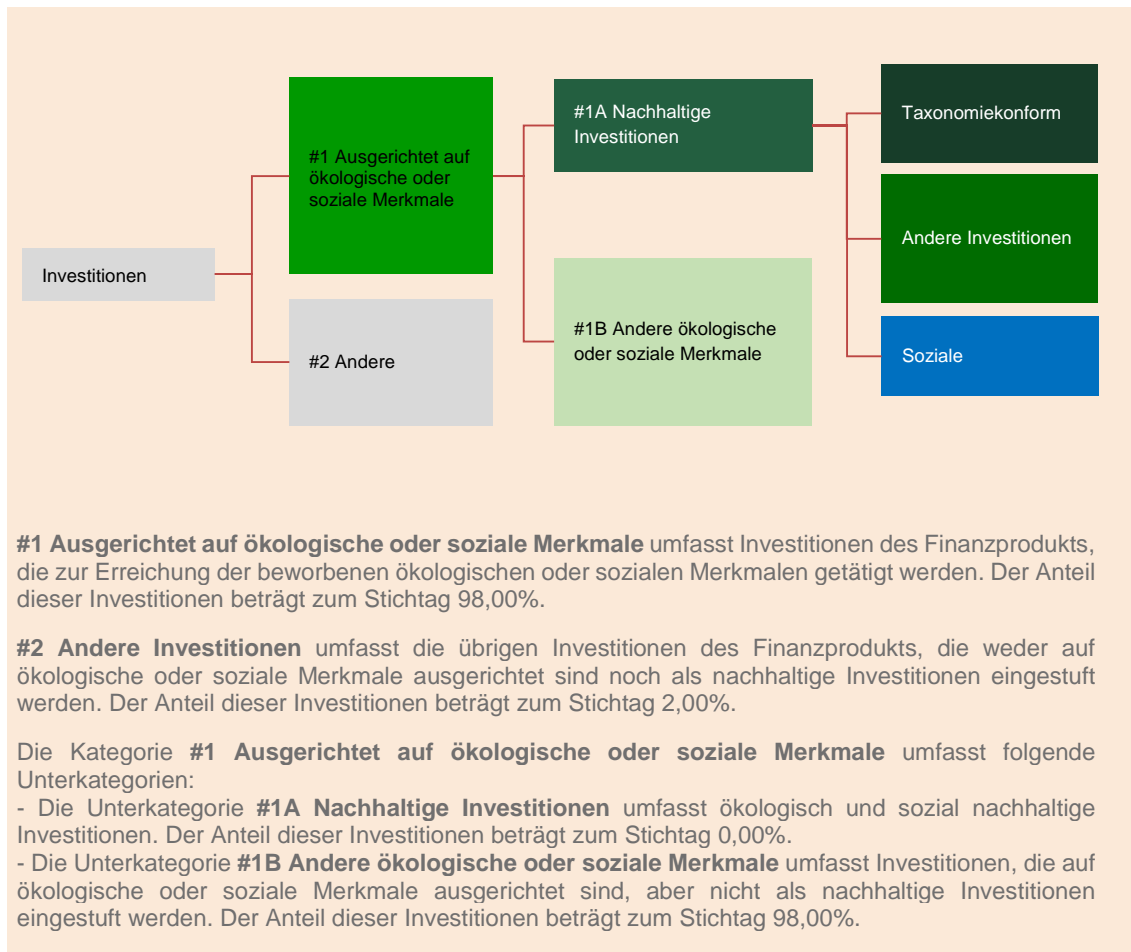 #1 Ausgerichtet auf
ökologische oder
soziale Merkmale
#1A Nachhaltige
Investitionen
Taxonomiekonform
Andere Investitionen
Investitionen
#2 Andere
#1B Andere ökologische
oder soziale Merkmale
Soziale
#1 Ausgerichtet auf ökologische oder soziale Merkmale umfasst Investitionen des Finanzprodukts,
die zur Erreichung der beworbenen ökologischen oder sozialen Merkmalen getätigt werden. Der Anteil
dieser Investitionen beträgt zum Stichtag 98,00%.
#2 Andere Investitionen umfasst die übrigen Investitionen des Finanzprodukts, die weder auf
ökologische oder soziale Merkmale ausgerichtet sind noch als nachhaltige Investitionen eingestuft
werden. Der Anteil dieser Investitionen beträgt zum Stichtag 2,00%.
Die Kategorie #1 Ausgerichtet auf ökologische oder soziale Merkmale umfasst folgende
Unterkategorien:
- Die Unterkategorie #1A Nachhaltige Investitionen umfasst ökologisch und sozial nachhaltige
Investitionen. Der Anteil dieser Investitionen beträgt zum Stichtag 0,00%.
- Die Unterkategorie #1B Andere ökologische oder soziale Merkmale umfasst Investitionen, die auf
ökologische oder soziale Merkmale ausgerichtet sind, aber nicht als nachhaltige Investitionen
eingestuft werden. Der Anteil dieser Investitionen beträgt zum Stichtag 98,00%.